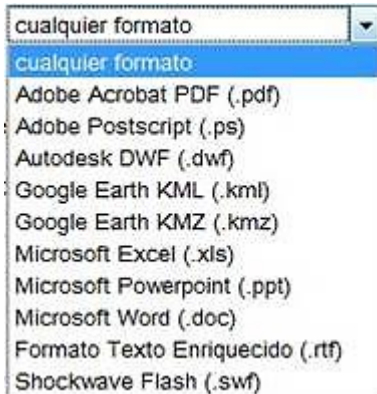 cualquier formato
cualquier formato
Adobe Acrobat PDF (.pdf)
Adobe Postscript (.ps)
Autodesk DWF (.dwf)
Google Earth KML (.kml)
Google Earth KMZ (.kmz)
Microsoft Excel (.xls)
Microsoft Powerpoint (.ppt)
Microsoft Word (.doc)
Formato Texto Enriquecido (.rtf)
Shockwave Flash (.swf)